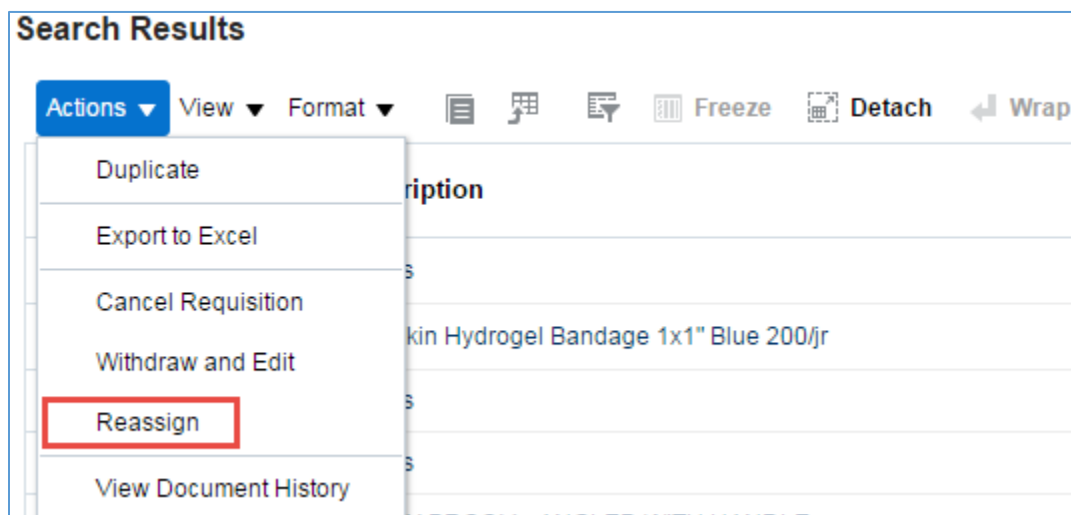 Search Results
Actions View Format Freeze Detach Wrap
Duplicate
ription
Export to Excel
s
Cancel Requisition
kin Hydrogel Bandage 1x1" Blue 200/jr
Withdraw and Edit
s
Reassign
s
View Document History